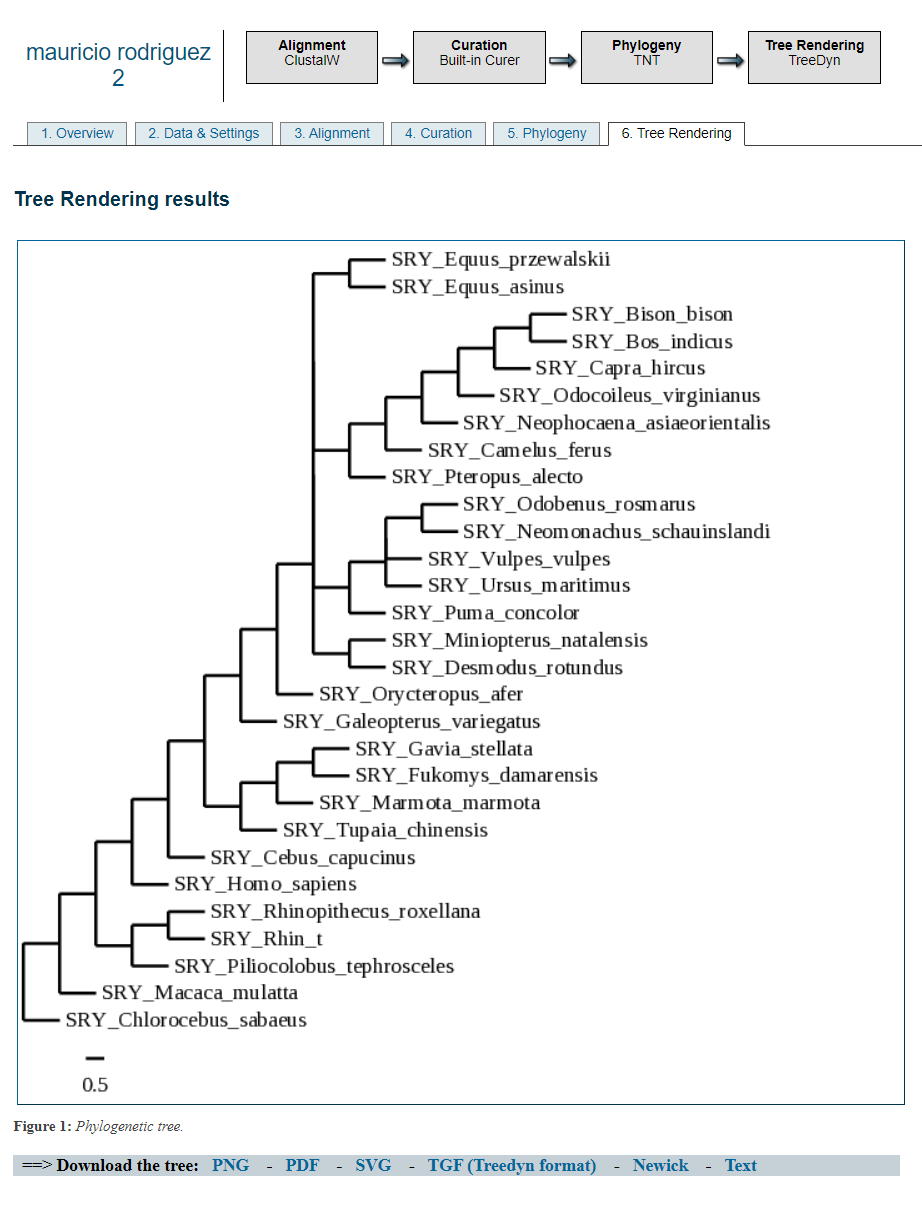 mauricio rodriguez
2
Alignment
ClustalW
Curation
Built-in Curer
Phylogeny
TNT
Tree Rendering
TreeDyn
1. Overview
2. Data & Settings
3. Alignment
4. Curation
5. Phylogeny
6. Tree Rendering
Tree Rendering results
SRY_Equus_przewalskii
SRY_Equus_asinus
SRY_Bison_bison
SRY_Bos_indicus
SRY_Capra_hircus
SRY_Odocoileus_virginianus
SRY_Neophocaena_asiaeorientalis
SRY_Camelus_ferus
SRY_Pteropus_alecto
SRY_Odobenus_rosmarus
SRY_Neomonachus_schauinslandi
SRY_Vulpes_vulpes
SRY_Ursus_maritimus
SRY_Puma_concolor
SRY_Miniopterus_natalensis
SRY_Desmodus_rotundus
SRY_Orycteropus_afer
SRY_Galeopterus_variegatus
SRY_Gavia_stellata
SRY_Fukomys_damarensis
SRY_Marmota_marmota
SRY_Tupaia_chinensis
SRY_Cebus_capucinus
SRY_Homo_sapiens
SRY_Rhinopithecus_roxellana
SRY_Rhin_t
SRY_Piliocolobus_tephrosceles
SRY_Macaca_mulatta
SRY_Chlorocebus_sabaeus
0.5
Figure 1: Phylogenetic tree.
==> Download the tree: PNG - PDF - SVG - TGF (Treedyn format) - Newick - Text